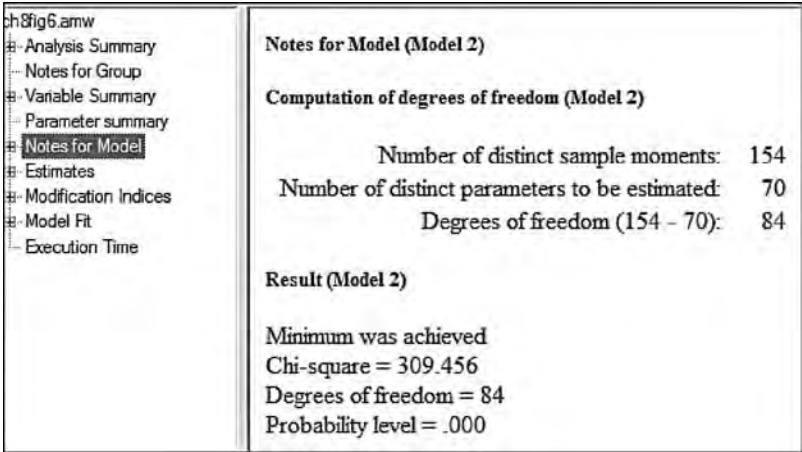 ch8fig6.amw
Analysis Summary
Notes for Group
Variable Summary
Parameter summary
Notes for Model
Estimates
Modification Indices
Model Fit
Execution Time
Notes for Model (Model 2)
Computation of degrees of freedom (Model 2)
Number of distinct sample moments: 154
Number of distinct parameters to be estimated: 70
Degrees of freedom (154 – 70): 84
Result (Model 2)
Minimum was achieved
Chi-square = 309.456
Degrees of freedom = 84
Probability level = .000